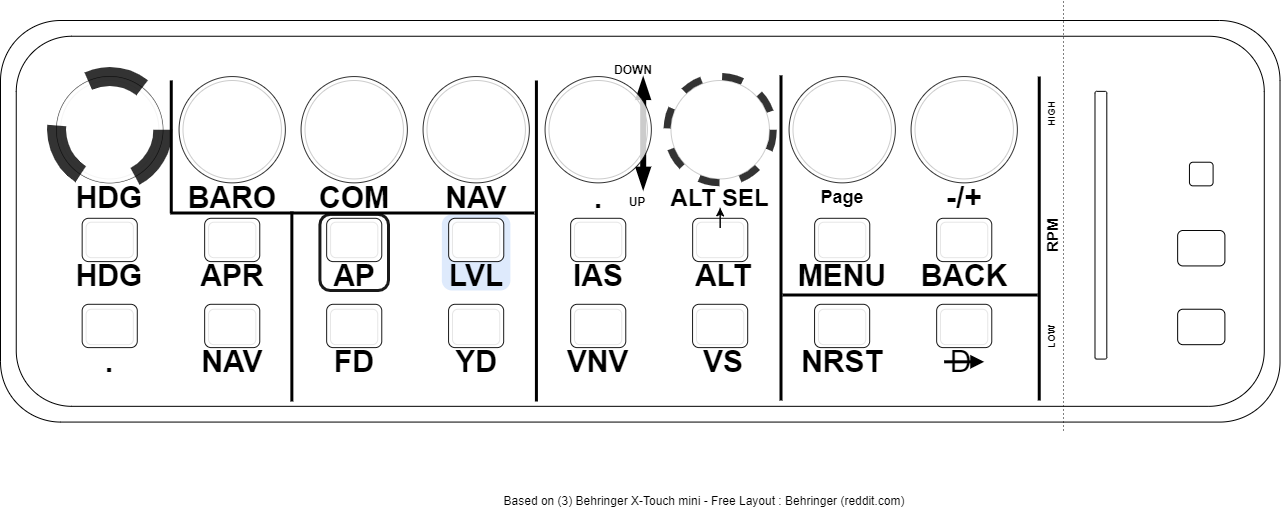 DOWN
HDG BARO COM NAV . UP ALT SEL Page -/+
HIGH
HDG APR AP LVL IAS ALT MENU BACK
RPM
. NAV FD YD VNV VS NRST D
LOW
Based on (3) Behringer X-Touch mini - Free Layout : Behringer (reddit.com)